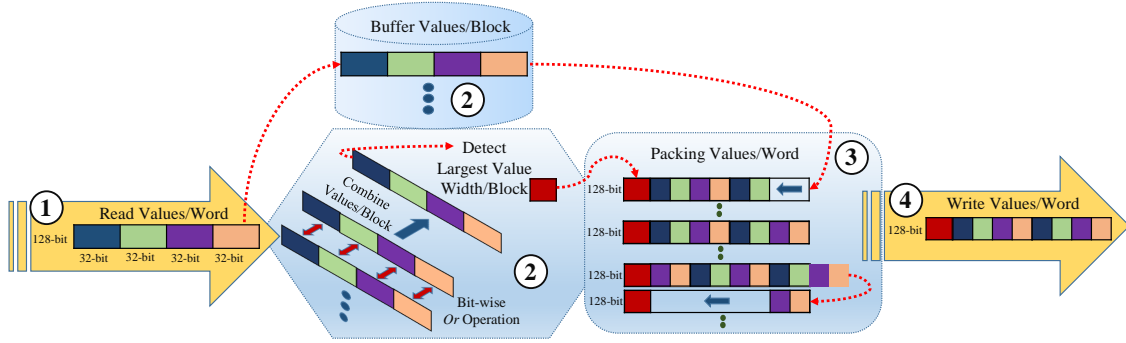 Buffer Values/Block
2
1
Read Values/Word
128-bit
32-bit 32-bit 32-bit 32-bit
Detect
Largest Value
Width/Block
Combine
Values/Block
2
Bit-wise
Or Operation
3
Packing Values/Word
128-bit
128-bit
128-bit
128-bit
4
Write Values/Word
128-bit